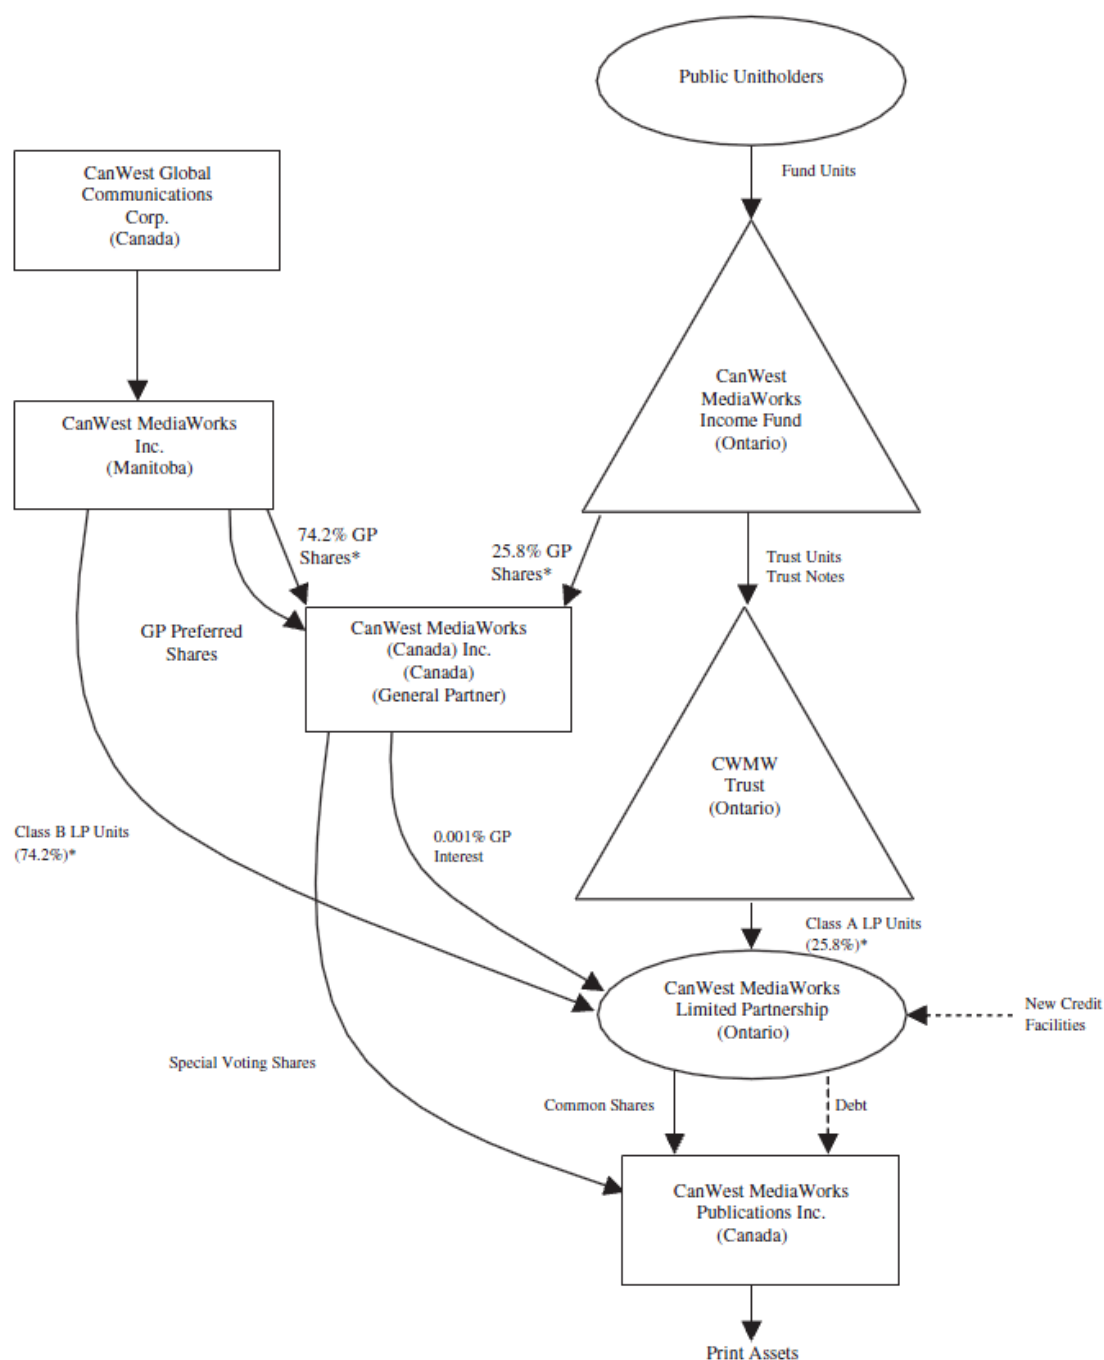 Public Unitholders
Fund Units
CanWest Global
Communications
Corp.
(Canada)
CanWest MediaWorks
Inc.
(Manitoba)
CanWest
MediaWorks
Income Fund
(Ontario)
74.2% GP
Shares*
25.8% GP
Shares*
Trust Units
Trust Notes
GP Preferred
Shares
CanWest MediaWorks
(Canada) Inc.
(Canada)
(General Partner)
CWMW
Trust
(Ontario)
Class B LP Units
(74.2%)*
0.001% GP
Interest
Class A LP Units
(25.8%)*
CanWest MediaWorks
Limited Partnership
(Ontario)
New Credit
Facilities
Special Voting Shares
Common Shares
Debt
CanWest MediaWorks
Publications Inc.
(Canada)
Print Assets